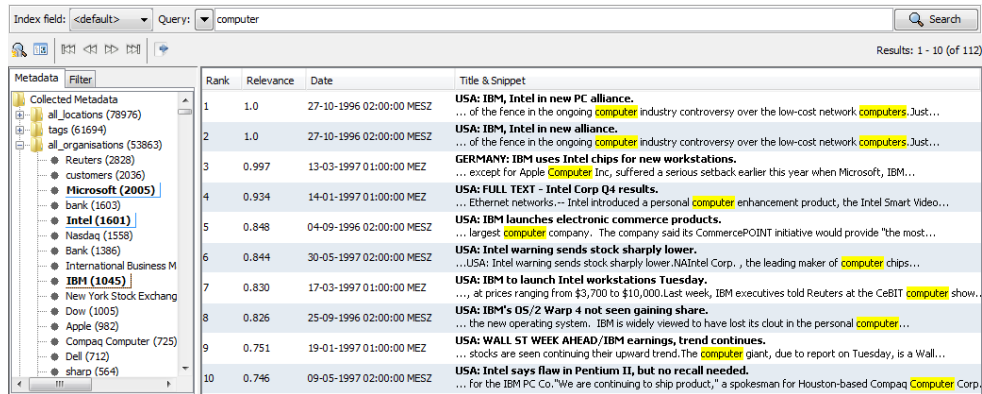 Index field: <default> Query: computer Search
Results: 1 - 10 (of 112)
Metadata Filter
Collected Metadata
all_locations (78976)
tags (61694)
all_organisations (53863)
Reuters (2828)
customers (2036)
Microsoft (2005)
bank (1603)
Intel (1601)
Nasdaq (1558)
Bank (1386)
International Business M
IBM (1045)
New York Stock Exchang
Dow (1005)
Apple (982)
Compaq Computer (725)
Dell (712)
sharp (564)
Rank Relevance Date Title & Snippet
1 1.0 27-10-1996 02:00:00 MESZ USA: IBM, Intel in new PC alliance.
... of the fence in the ongoing computer industry controversy over the low-cost network computers.Just...
2 1.0 27-10-1996 02:00:00 MESZ USA: IBM, Intel in new alliance.
... of the fence in the ongoing computer industry controversy over the low-cost network computers.Just...
3 0.997 13-03-1997 01:00:00 MEZ GERMANY: IBM uses Intel chips for new workstations.
... except for Apple Computer Inc, suffered a serious setback earlier this year when Microsoft, IBM...
4 0.934 14-01-1997 01:00:00 MEZ USA: FULL TEXT - Intel Corp Q4 results.
... Ethernet networks.-- Intel introduced a personal computer enhancement product, the Intel Smart Video...
5 0.848 04-09-1996 02:00:00 MESZ USA: IBM launches electronic commerce products.
... largest computer company. The company said its CommercePOINT initiative would provide "the most...
6 0.844 30-05-1997 02:00:00 MESZ USA: Intel warning sends stock sharply lower.
...USA: Intel warning sends stock sharply lower.NAIntel Corp. , the leading maker of computer chips...
7 0.830 17-03-1997 01:00:00 MEZ USA: IBM to launch Intel workstations Tuesday.
..., at prices ranging from $3,700 to $10,000.Last week, IBM executives told Reuters at the CeBIT computer show..
8 0.826 25-09-1996 02:00:00 MESZ USA: IBM's OS/2 Warp 4 not seen gaining share.
... the new operating system. IBM is widely viewed to have lost its clout in the personal computer...
9 0.751 19-01-1997 01:00:00 MEZ USA: WALL ST WEEK AHEAD/IBM earnings, trend continues.
... stocks are seen continuing their upward trend.The computer giant, due to report on Tuesday, is a Wall...
10 0.746 09-05-1997 02:00:00 MESZ USA: Intel says flaw in Pentium II, but no recall needed.
... for the IBM PC Co."We are continuing to ship product," a spokesman for Houston-based Compaq Computer Corp.